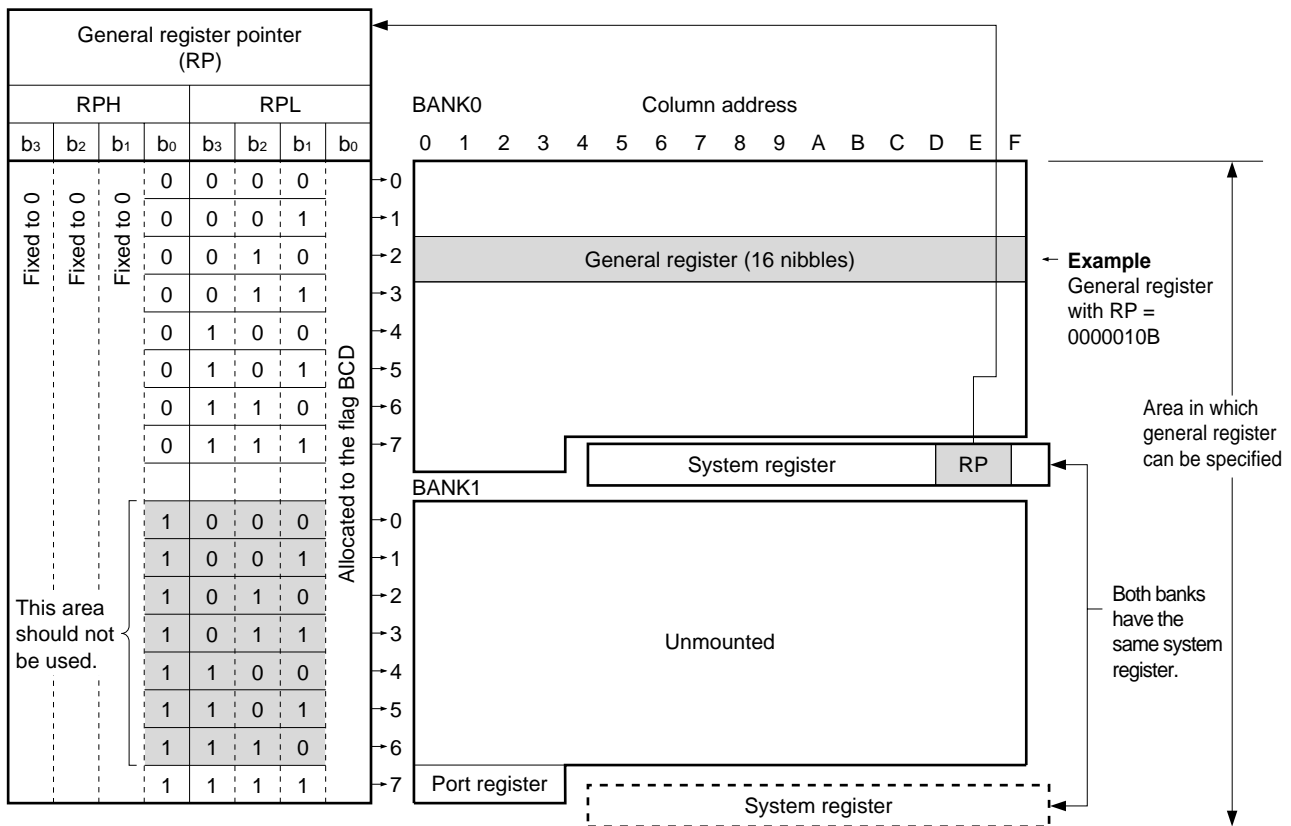 General register pointer
(RP)
RPH RPL
b3 b2 b1 b0 b3 b2 b1 b0
BANK0 Column address
0 1 2 3 4 5 6 7 8 9 A B C D E F
Fixed to 0
Fixed to 0
Fixed to 0
Allocated to the flag BCD
0 0 0 0 0
0 0 0 1 1
0 0 1 0 2
General register (16 nibbles)
0 0 1 1 3
0 1 0 0 4
0 1 0 1 5
0 1 1 0 6
0 1 1 1 7
Example
General register
with RP =
0000010B
System register RP
Area in which
general register
can be specified
BANK1
1 0 0 0 0
1 0 0 1 1
1 0 1 0 2
1 0 1 1 3
1 1 0 0 4
1 1 0 1 5
1 1 1 0 6
1 1 1 1 7
This area
should not
be used.
Unmounted
Both banks
have the
same system
register.
Port register
System register